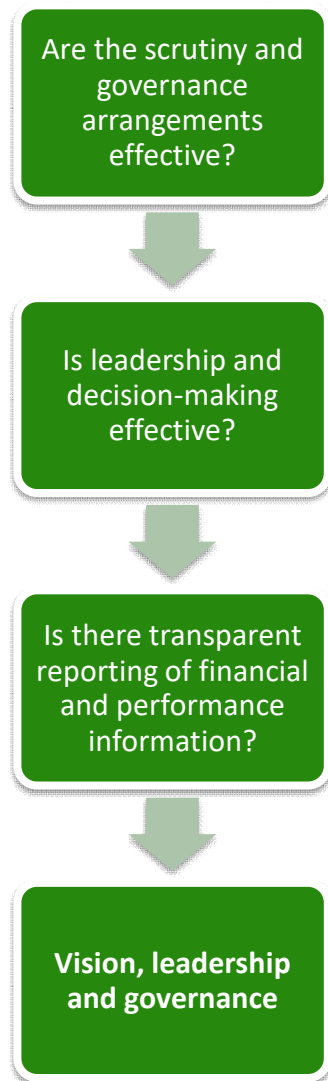 Are the scrutiny and
governance
arrangements
effective?
Is leadership and
decision-making
effective?
Is there transparent
reporting of financial
and performance
information?
Vision, leadership
and governance